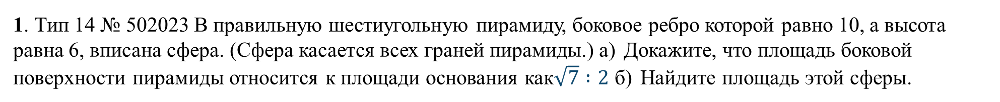 1. Тип 14 № 502023 В правильную шестиугольную пирамиду, боковое ребро которой равно 10, а высота
равна 6, вписана сфера. (Сфера касается всех граней пирамиды.) а) Докажите, что площадь боковой
поверхности пирамиды относится к площади основания как√7 : 2 б) Найдите площадь этой сферы.